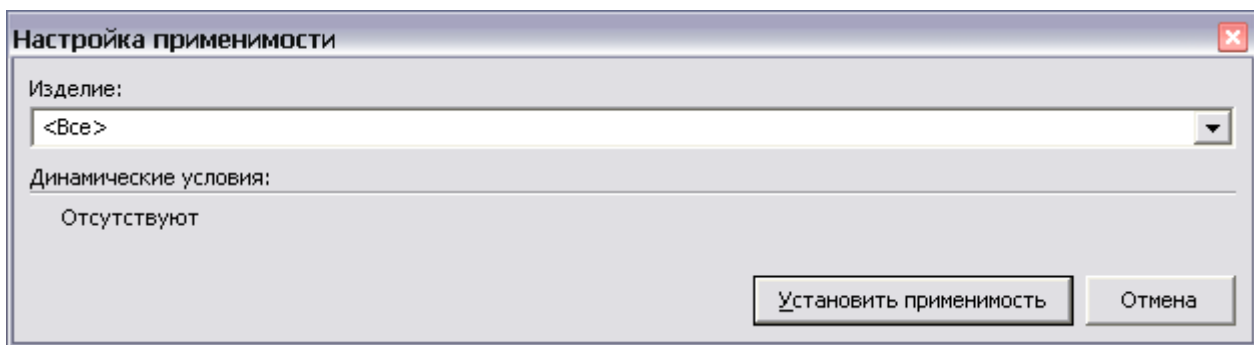 Настройка применимости
Изделие:
<Все>
Динамические условия:
Отсутствуют
Установить применимость Отмена